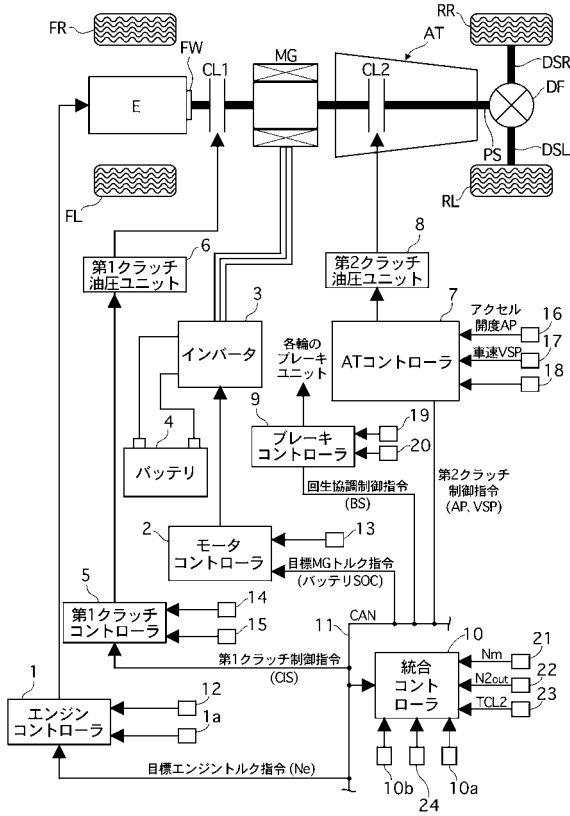 FR
RR
AT
FW
MG
CL1
CL2
DSR
E
DF
PS
DSL
FL
RL
6
8
第1クラッチ
油圧ユニット
第2クラッチ
油圧ユニット
3
7
アクセル
開度AP
16
インバータ
各輪の
ブレーキ
ユニット
ATコントローラ
車速VSP
17
18
9
19
4
ブレーキ
コントローラ
20
バッテリ
回生協調制御指令
(BS)
第2クラッチ
制御指令
(AP、VSP)
2
モータ
コントローラ
13
目標MGトルク指令
(バッテリSOC)
5
第1クラッチ
コントローラ
14
15
CAN
11
10
第1クラッチ制御指令
(CIS)
統合
コント
ローラ
Nm
21
N2out
22
TCL2
23
1
エンジン
コントローラ
12
1a
目標エンジントルク指令(Ne)
10b
24
10a